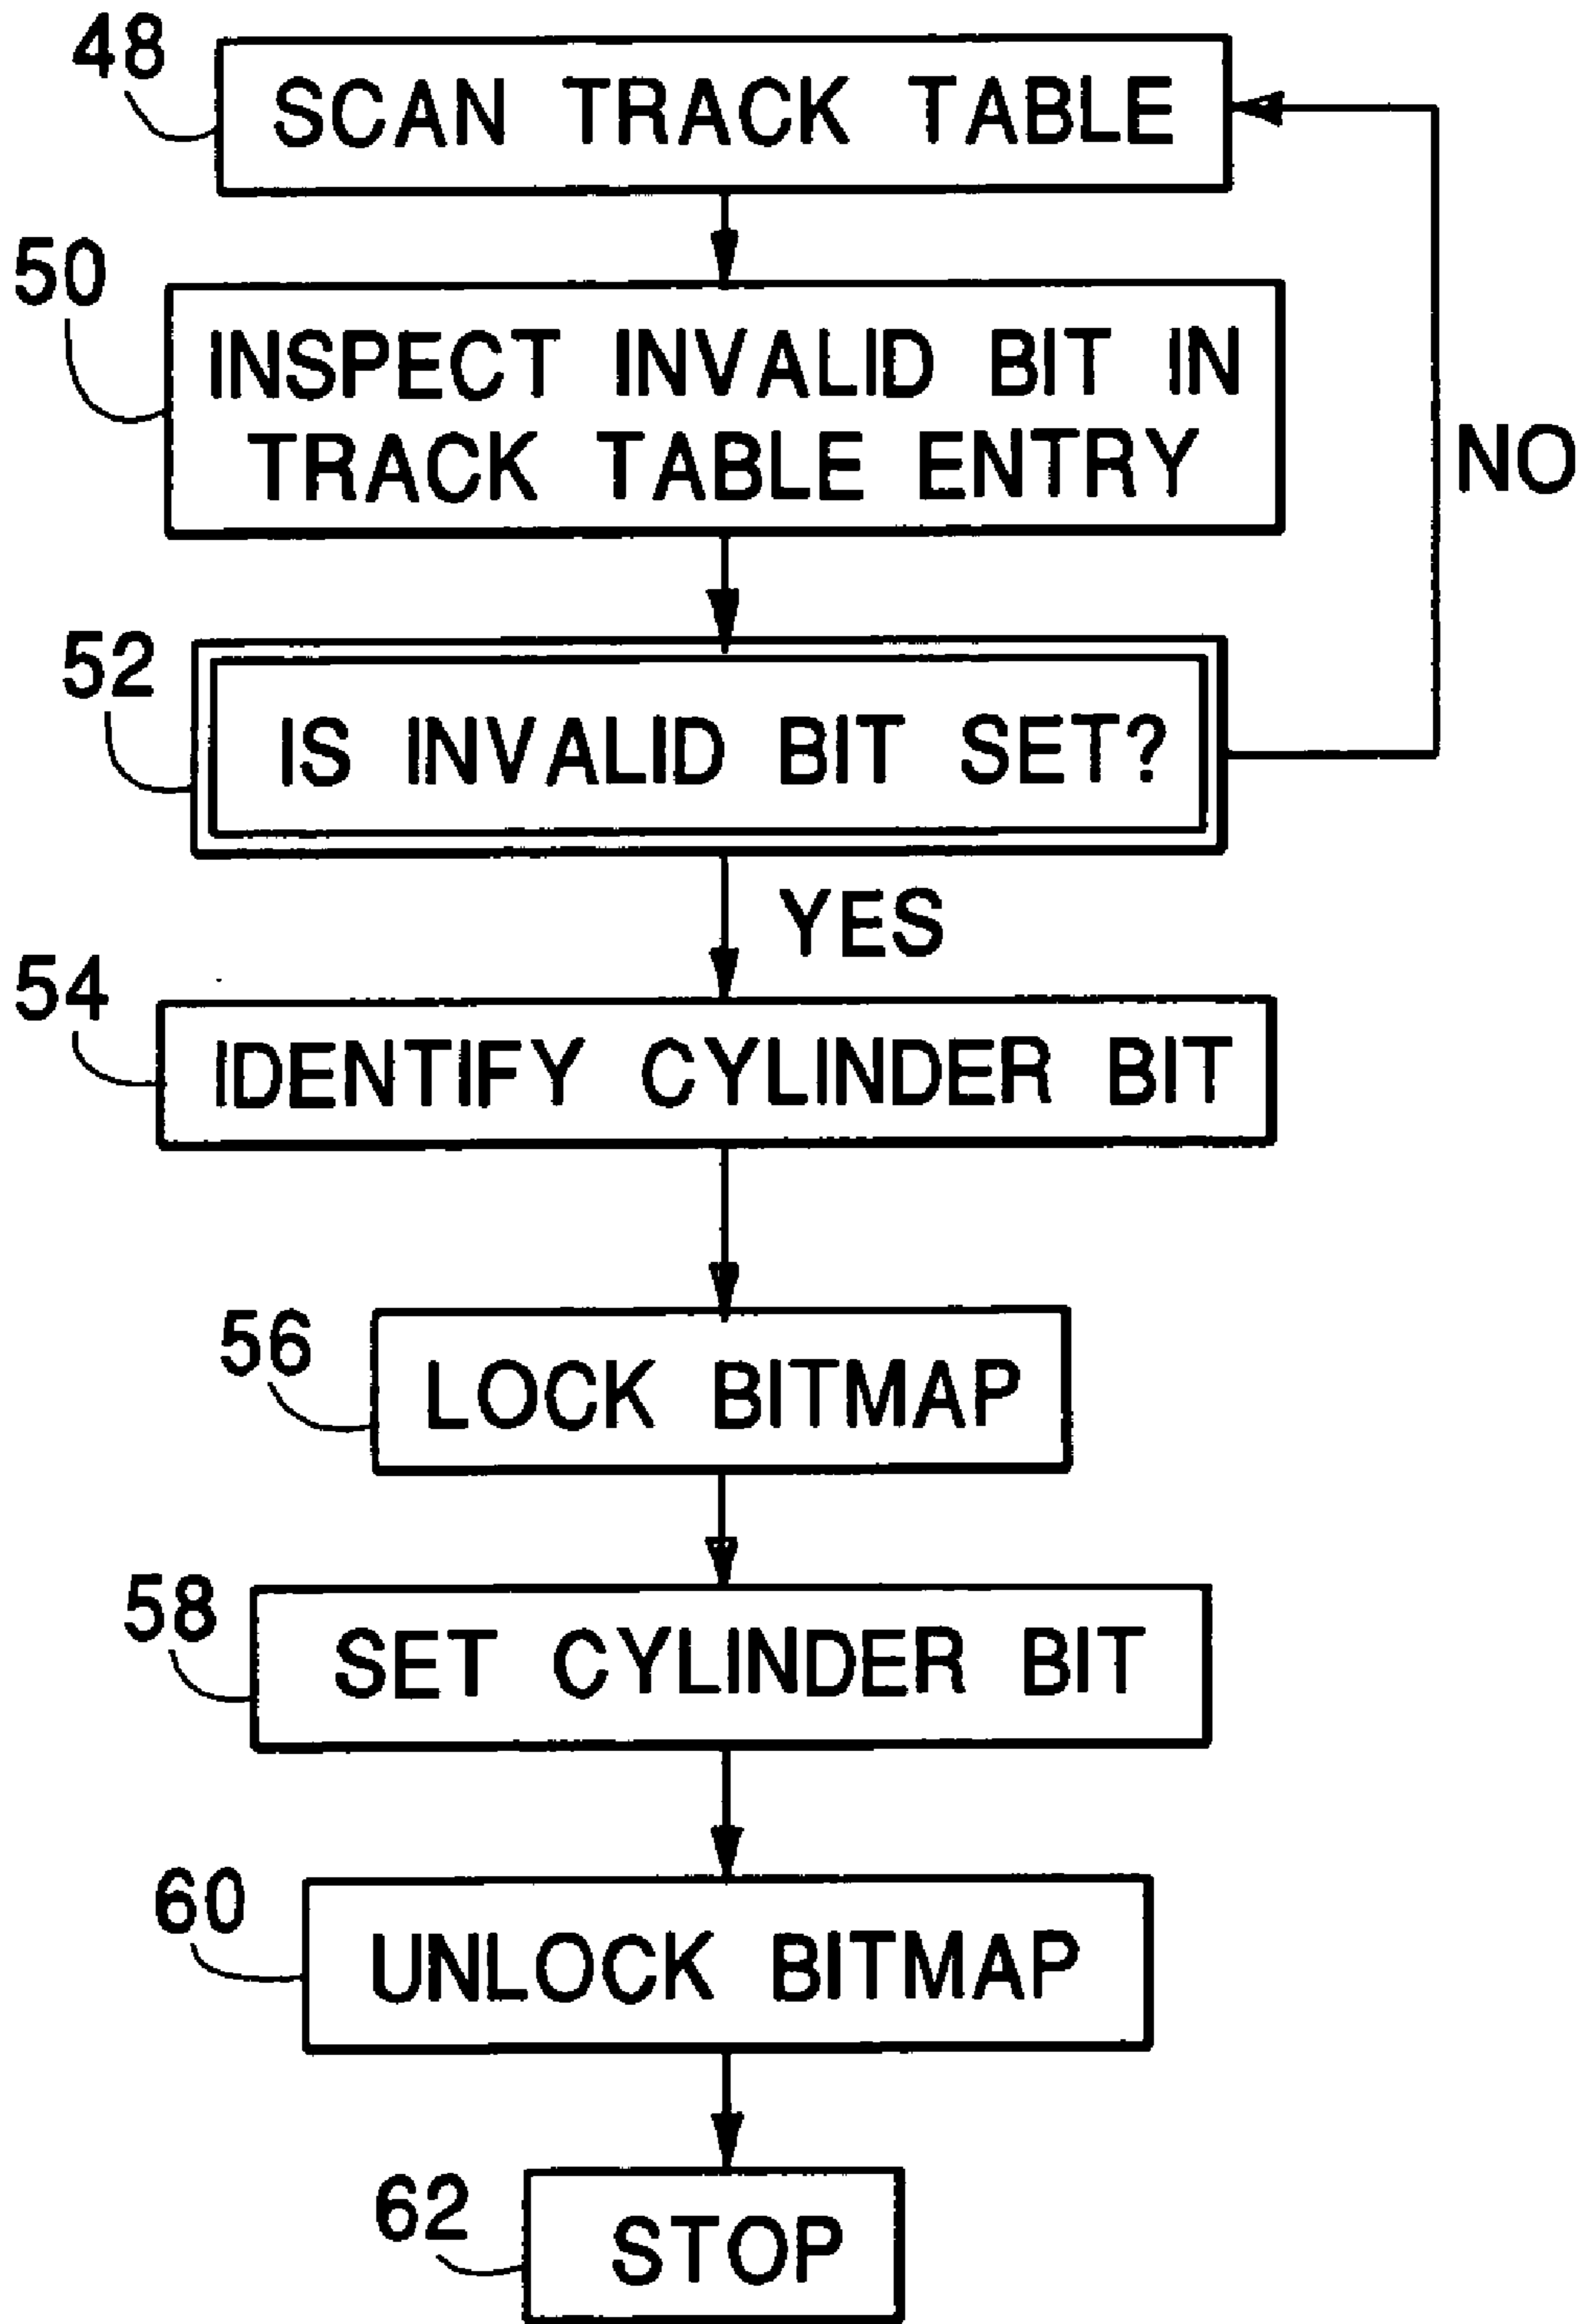 48
SCAN TRACK TABLE
50
INSPECT INVALID BIT IN
TRACK TABLE ENTRY
NO
52
IS INVALID BIT SET?
YES
54
IDENTIFY CYLINDER BIT
56
LOCK BITMAP
58
SET CYLINDER BIT
60
UNLOCK BITMAP
62
STOP